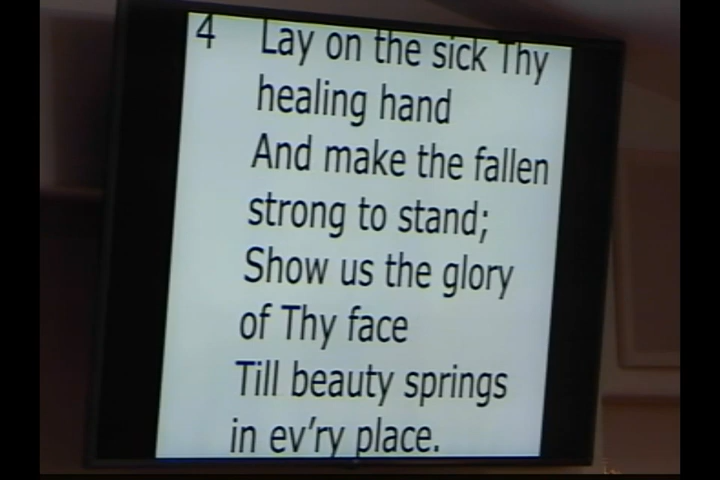 4 Lay on the sick Thy
healing hand
And make the fallen
strong to stand;
Show us the glory
of Thy face
Till beauty springs
in ev'ry place.